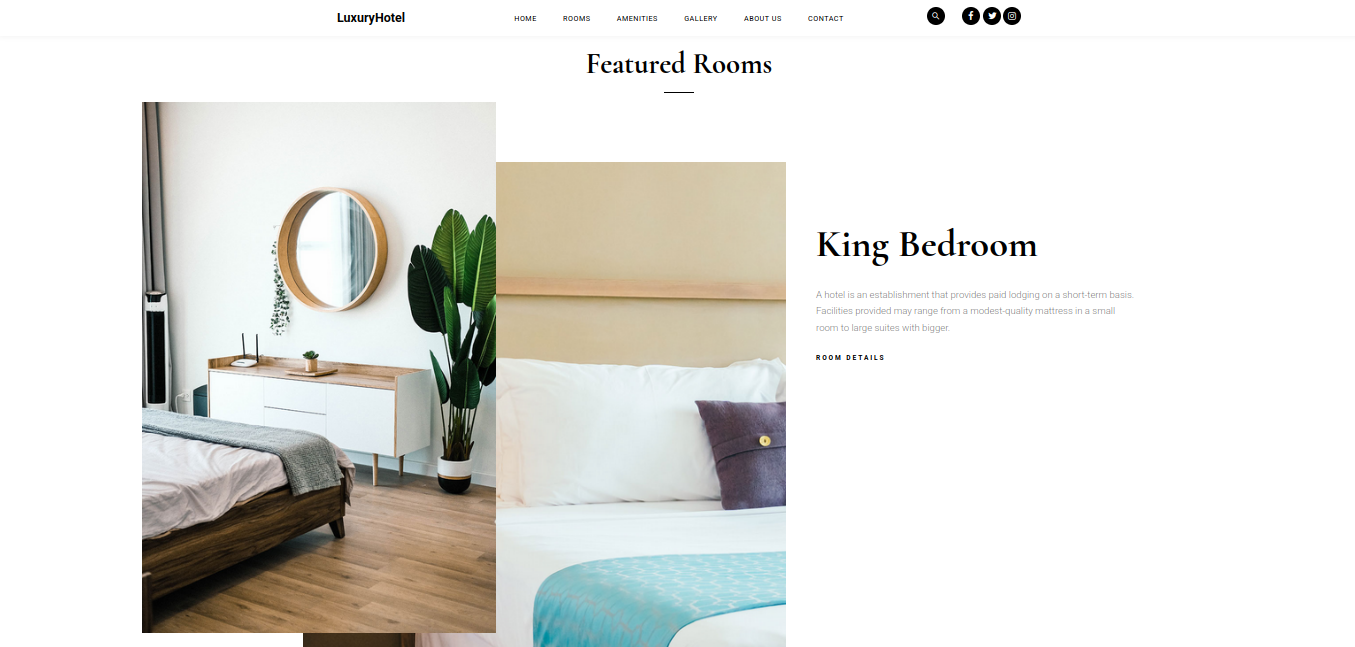 LuxuryHotel
HOME ROOMS AMENITIES GALLERY ABOUT US CONTACT
Featured Rooms
King Bedroom
A hotel is an establishment that provides paid lodging on a short-term basis.
Facilities provided may range from a modest-quality mattress in a small
room to large suites with bigger.
ROOM DETAILS